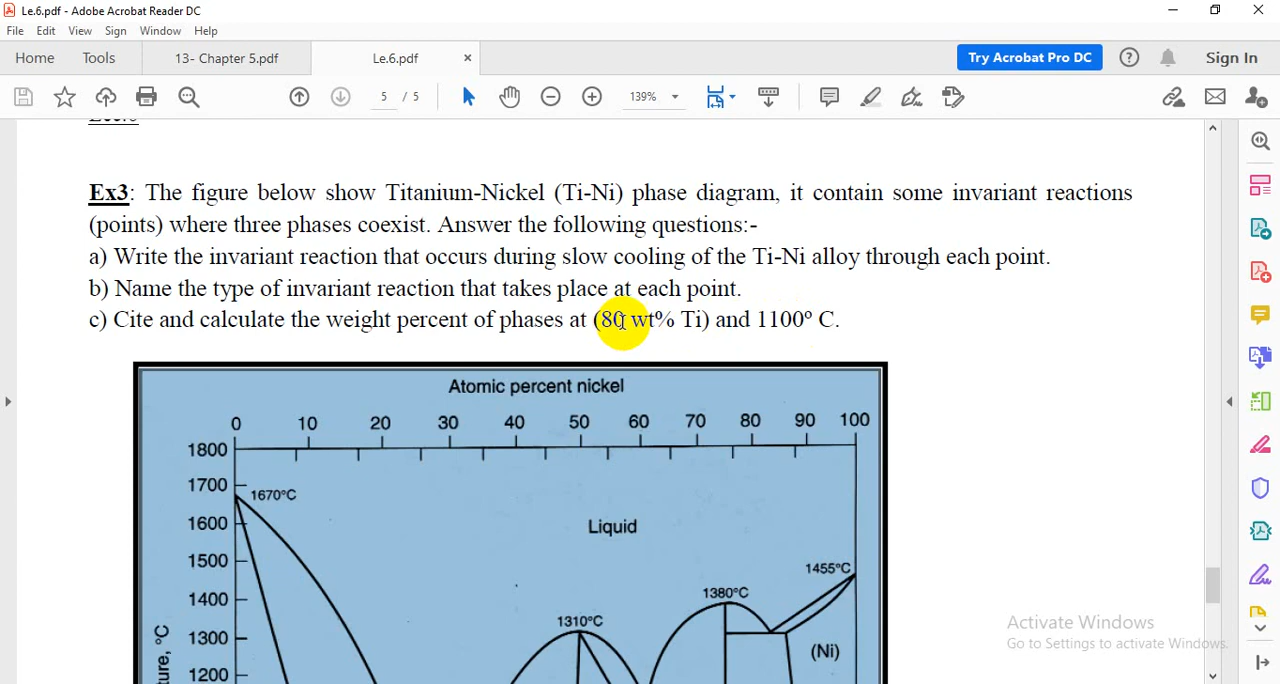 Le.6.pdf - Adobe Acrobat Reader DC
File Edit View Sign Window Help
Home Tools 13- Chapter 5.pdf Le.6.pdf × Try Acrobat Pro DC Sign In
5 / 5 139%
Ex3: The figure below show Titanium-Nickel (Ti-Ni) phase diagram, it contain some invariant reactions
(points) where three phases coexist. Answer the following questions:-
a) Write the invariant reaction that occurs during slow cooling of the Ti-Ni alloy through each point.
b) Name the type of invariant reaction that takes place at each point.
c) Cite and calculate the weight percent of phases at (80 wt% Ti) and 1100º C.
Atomic percent nickel
0 10 20 30 40 50 60 70 80 90 100
1800
1700
1670°C
1600
Liquid
1500
1455°C
1400
1380°C
1310°C
1300
(Ni)
1200
ture, °C
Activate Windows
Go to Settings to activate Windows.